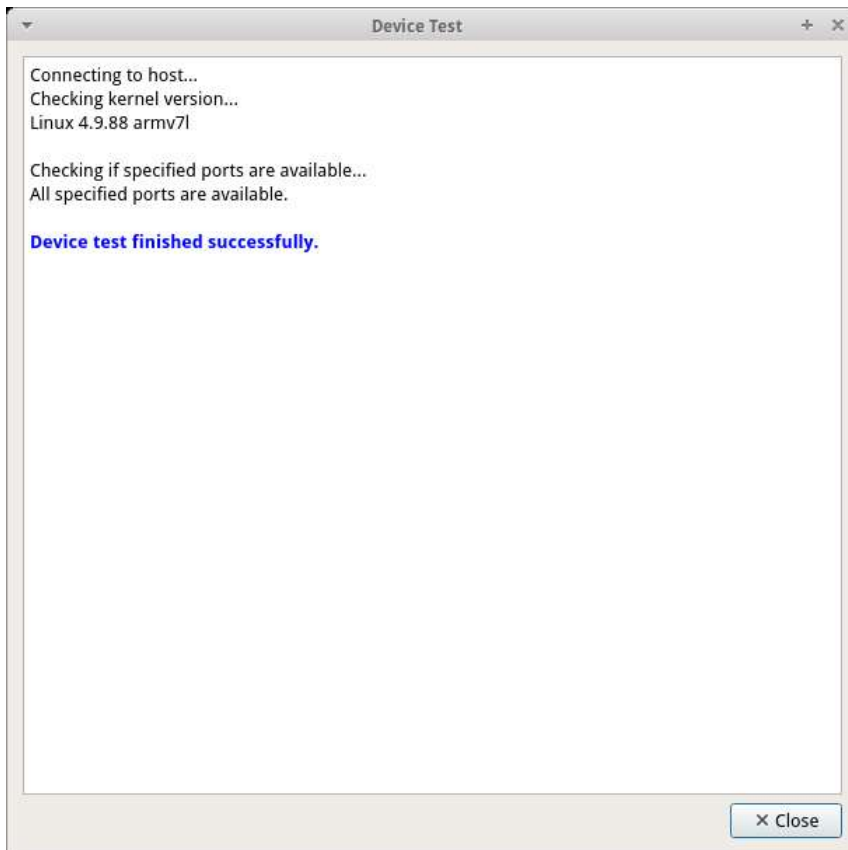 Device Test
Connecting to host...
Checking kernel version...
Linux 4.9.88 armv7l
Checking if specified ports are available...
All specified ports are available.
Device test finished successfully.
Close